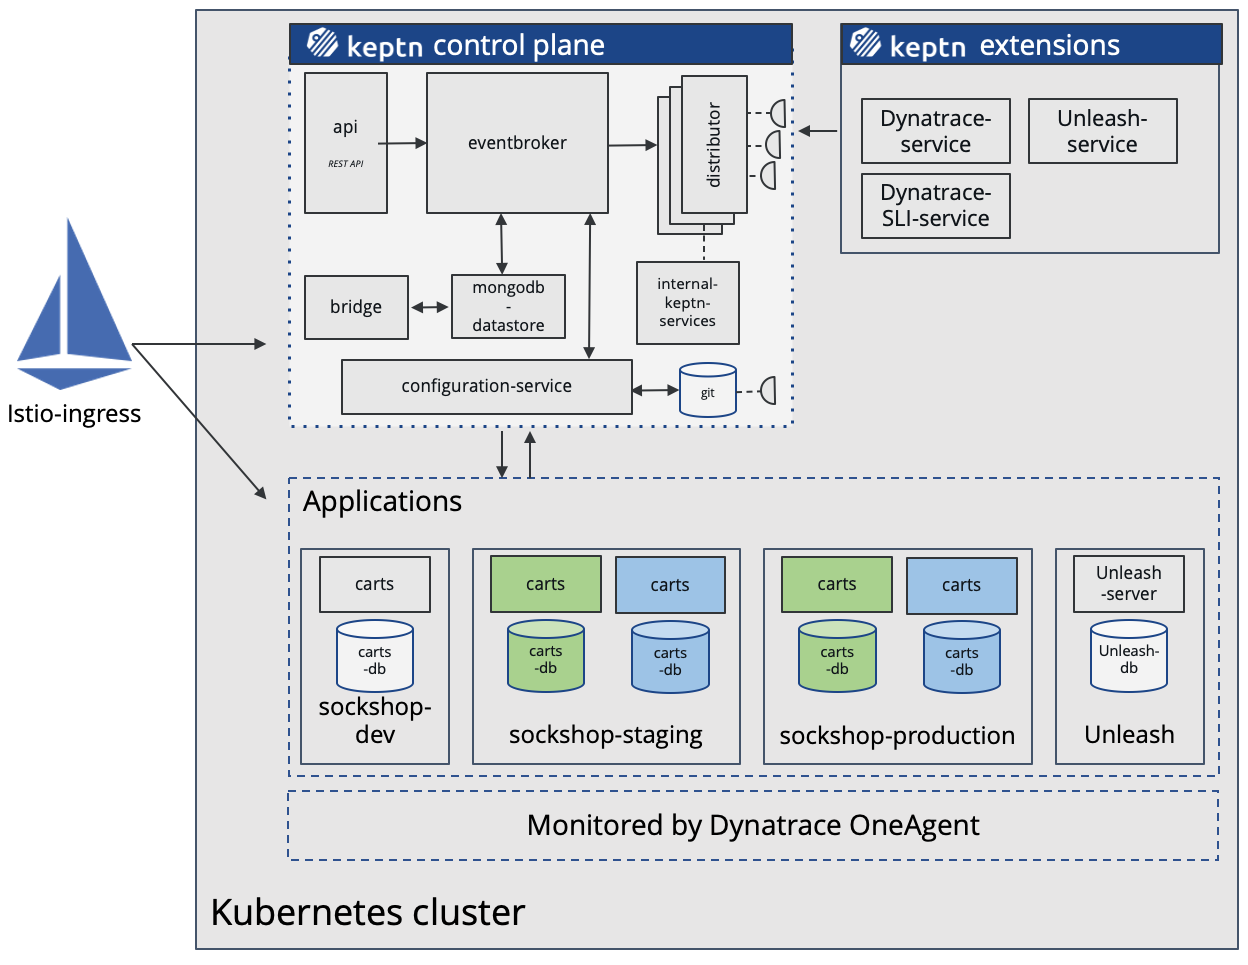 keptn control plane
keptn extensions
api
REST API
eventbroker
distributor
Dynatrace-
service
Unleash-
service
Dynatrace-
SLI-service
bridge
mongodb
-
datastore
internal-
keptn-
services
configuration-service
git
Istio-ingress
Applications
carts
carts
-db
sockshop-
dev
carts
carts
carts
-db
carts
-db
sockshop-staging
carts
carts
carts
-db
carts
-db
sockshop-production
Unleash
-server
Unleash-
db
Unleash
Monitored by Dynatrace OneAgent
Kubernetes cluster